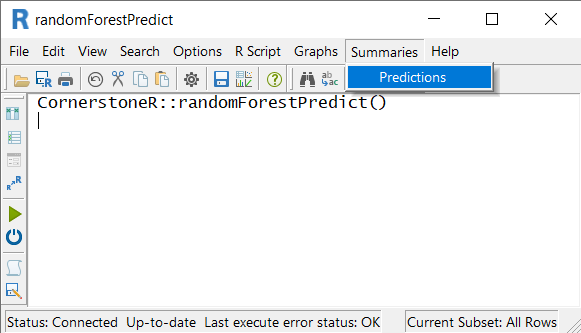 randomForestPredict
File Edit View Search Options R Script Graphs Summaries Help
Predictions
CornerstoneR::randomForestPredict()
Status: Connected Up-to-date Last execute error status: OK Current Subset: All Rows